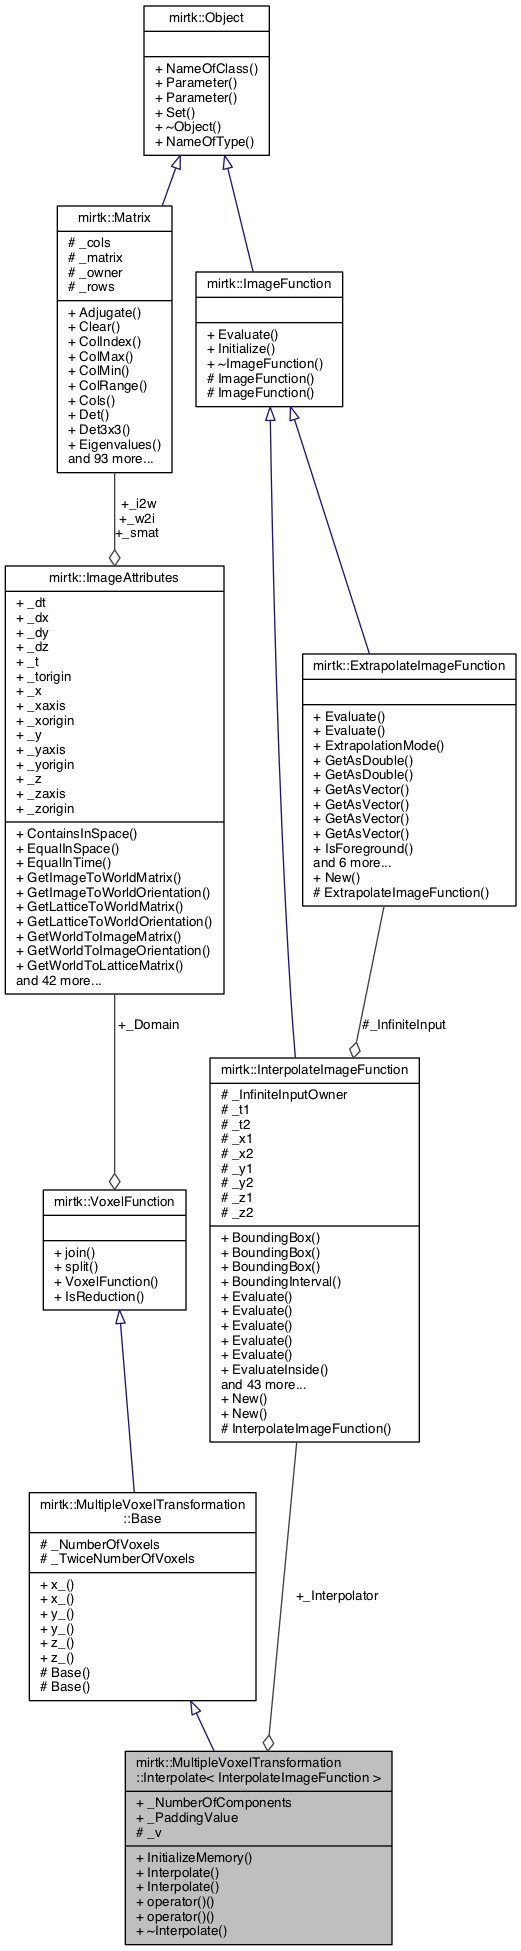 mirtk::Object
+ NameOfClass()
+ Parameter()
+ Parameter()
+ Set()
+ ~Object()
+ NameOfType()
mirtk::Matrix
# _cols
# _matrix
# _owner
# _rows
+ Adjugate()
+ Clear()
+ ColIndex()
+ ColMax()
+ ColMin()
+ ColRange()
+ Cols()
+ Det()
+ Det3x3()
+ Eigenvalues()
and 93 more...
mirtk::ImageFunction
+ Evaluate()
+ Initialize()
+ ~ImageFunction()
# ImageFunction()
# ImageFunction()
+_i2w
+_w2i
+_smat
mirtk::ImageAttributes
+ _dt
+ _dx
+ _dy
+ _dz
+ _t
+ _torigin
+ _x
+ _xaxis
+ _xorigin
+ _y
+ _yaxis
+ _yorigin
+ _z
+ _zaxis
+ _zorigin
+ ContainsInSpace()
+ EqualInSpace()
+ EqualInTime()
+ GetImageToWorldMatrix()
+ GetImageToWorldOrientation()
+ GetLatticeToWorldMatrix()
+ GetLatticeToWorldOrientation()
+ GetWorldToImageMatrix()
+ GetWorldToImageOrientation()
+ GetWorldToLatticeMatrix()
and 42 more...
mirtk::ExtrapolateImageFunction
+ Evaluate()
+ Evaluate()
+ ExtrapolationMode()
+ GetAsDouble()
+ GetAsDouble()
+ GetAsVector()
+ GetAsVector()
+ GetAsVector()
+ GetAsVector()
+ IsForeground()
and 6 more...
+ New()
# ExtrapolateImageFunction()
+_Domain
#_InfiniteInput
mirtk::InterpolateImageFunction
# _InfiniteInputOwner
# _t1
# _t2
# _x1
# _x2
# _y1
# _y2
# _z1
# _z2
+ BoundingBox()
+ BoundingBox()
+ BoundingBox()
+ BoundingInterval()
+ Evaluate()
+ Evaluate()
+ Evaluate()
+ Evaluate()
+ Evaluate()
+ EvaluateInside()
and 43 more...
+ New()
+ New()
# InterpolateImageFunction()
mirtk::VoxelFunction
+ join()
+ split()
+ VoxelFunction()
+ IsReduction()
mirtk::MultipleVoxelTransformation
::Base
# _NumberOfVoxels
# _TwiceNumberOfVoxels
+ x_()
+ x_()
+ y_()
+ y_()
+ z_()
+ z_()
# Base()
# Base()
+_Interpolator
mirtk::MultipleVoxelTransformation
::Interpolate< InterpolateImageFunction >
+ _NumberOfComponents
+ _PaddingValue
# _v
+ InitializeMemory()
+ Interpolate()
+ Interpolate()
+ operator()()
+ operator()()
+ ~Interpolate()